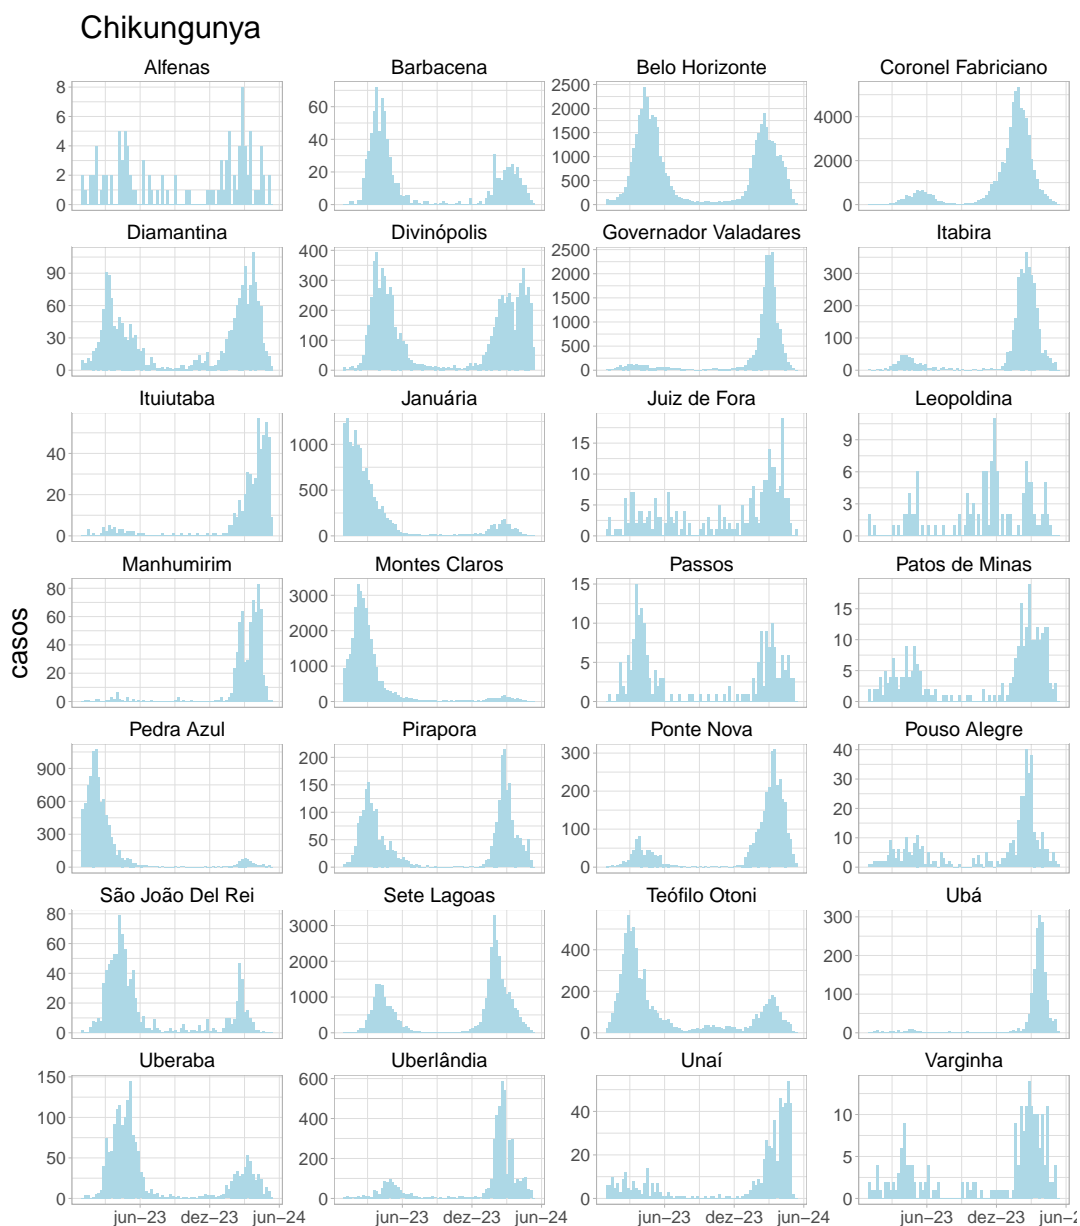 Chikungunya
Alfenas Barbacena Belo Horizonte Coronel Fabriciano
8 6 4 2 0
60 40 20 0
2500 2000 1500 1000 500 0
4000 2000 0
Diamantina Divinópolis Governador Valadares Itabira
90 60 30 0
400 300 200 100 0
2500 2000 1500 1000 500 0
300 200 100 0
Ituiutaba Januária Juiz de Fora Leopoldina
40 20 0
1000 500 0
15 10 5 0
9 6 3 0
casos
Manhumirim Montes Claros Passos Patos de Minas
80 60 40 20 0
3000 2000 1000 0
15 10 5 0
15 10 5 0
Pedra Azul Pirapora Ponte Nova Pouso Alegre
900 600 300 0
200 150 100 50 0
300 200 100 0
40 30 20 10 0
São João Del Rei Sete Lagoas Teófilo Otoni Ubá
80 60 40 20 0
3000 2000 1000 0
400 200 0
300 200 100 0
Uberaba Uberlândia Unaí Varginha
150 100 50 0
600 400 200 0
40 20 0
10 5 0
jun–23 dez–23 jun–24 jun–23 dez–23 jun–24 jun–23 dez–23 jun–24 jun–23 dez–23 jun–2